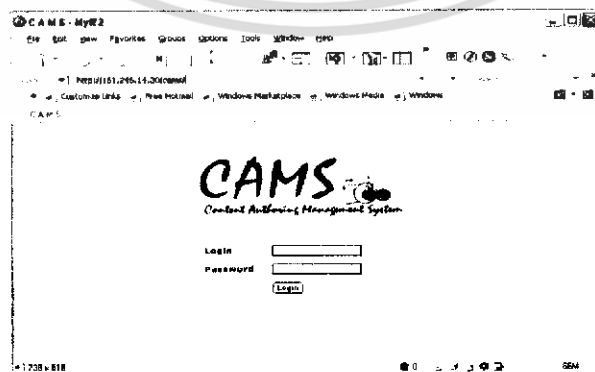 CAMS - MyIE2
File Edit View Favorites Groups Options Tools Window Help
Customize Links Free Hotmail Windows Marketplace Windows Media Windows
CAMS
CAMS
Content Authoring Management System
Login
Password
Login